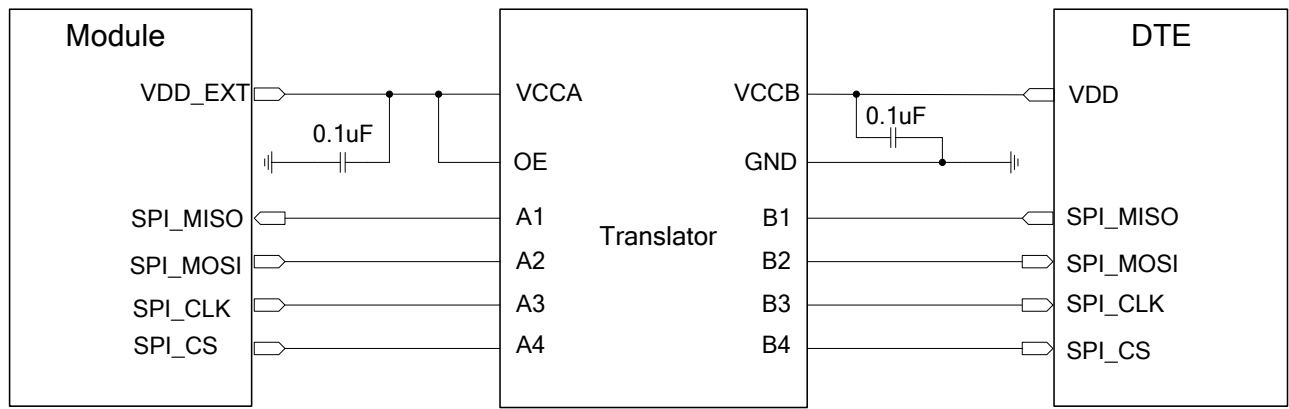 Module
DTE
VDD_EXT
VCCA
VCCB
VDD
0.1uF
0.1uF
OE
GND
SPI_MISO
A1
B1
SPI_MISO
Translator
SPI_MOSI
A2
B2
SPI_MOSI
SPI_CLK
A3
B3
SPI_CLK
SPI_CS
A4
B4
SPI_CS